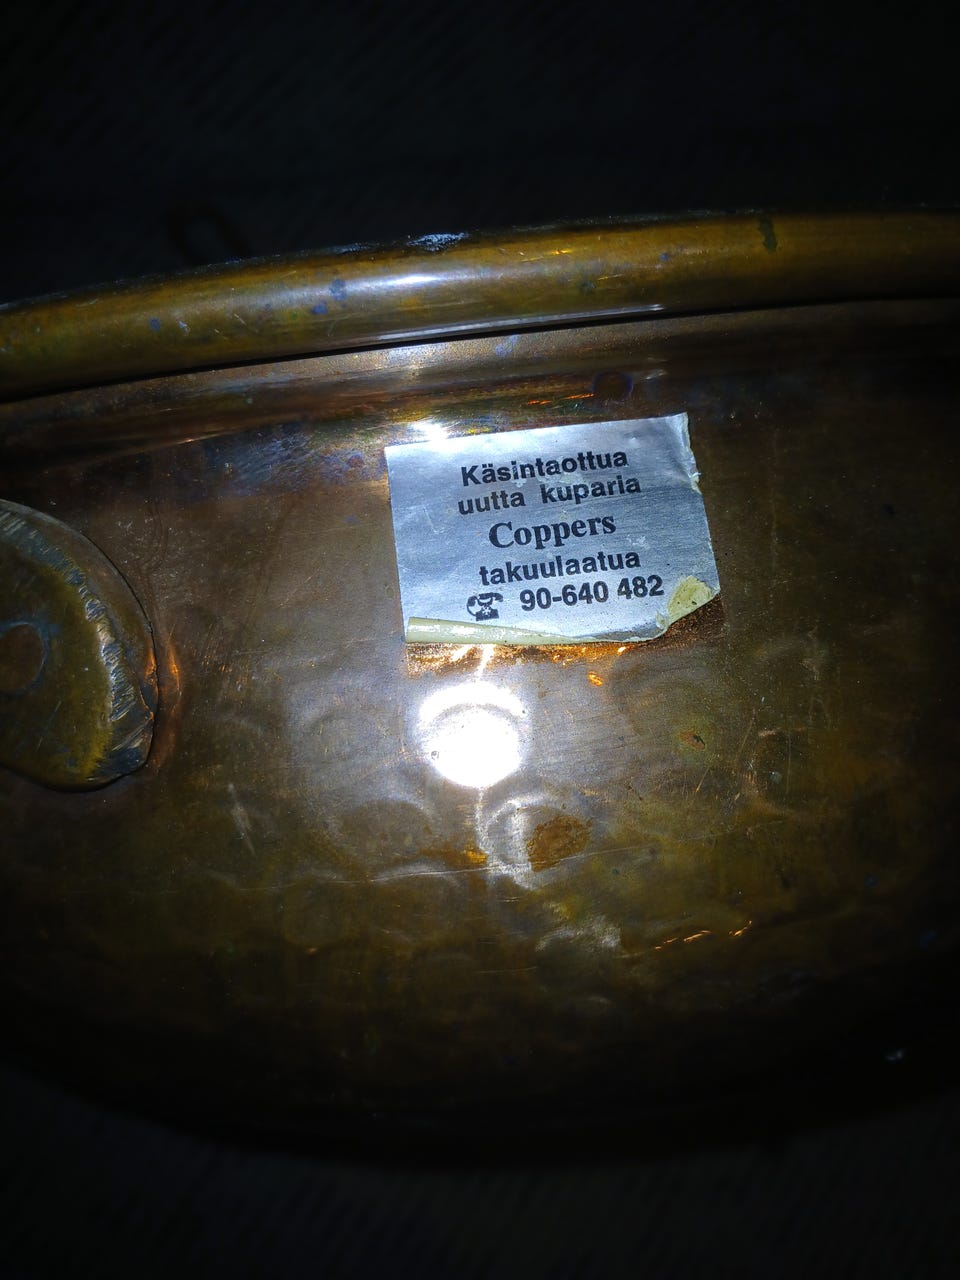 Käsintaottua
uutta kuparia
Coppers
takuulaatua
☎ 90-640 482